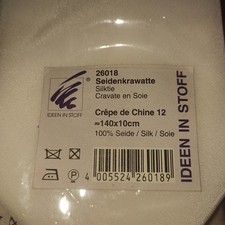 26018
Seidenkrawatte
Silktie
Cravate en Soie
IDEEN IN STOFF
Crêpe de Chine 12
≈140x10cm
100% Seide / Silk / Soie
P
4 005524 260189
IDEEN IN STOFF